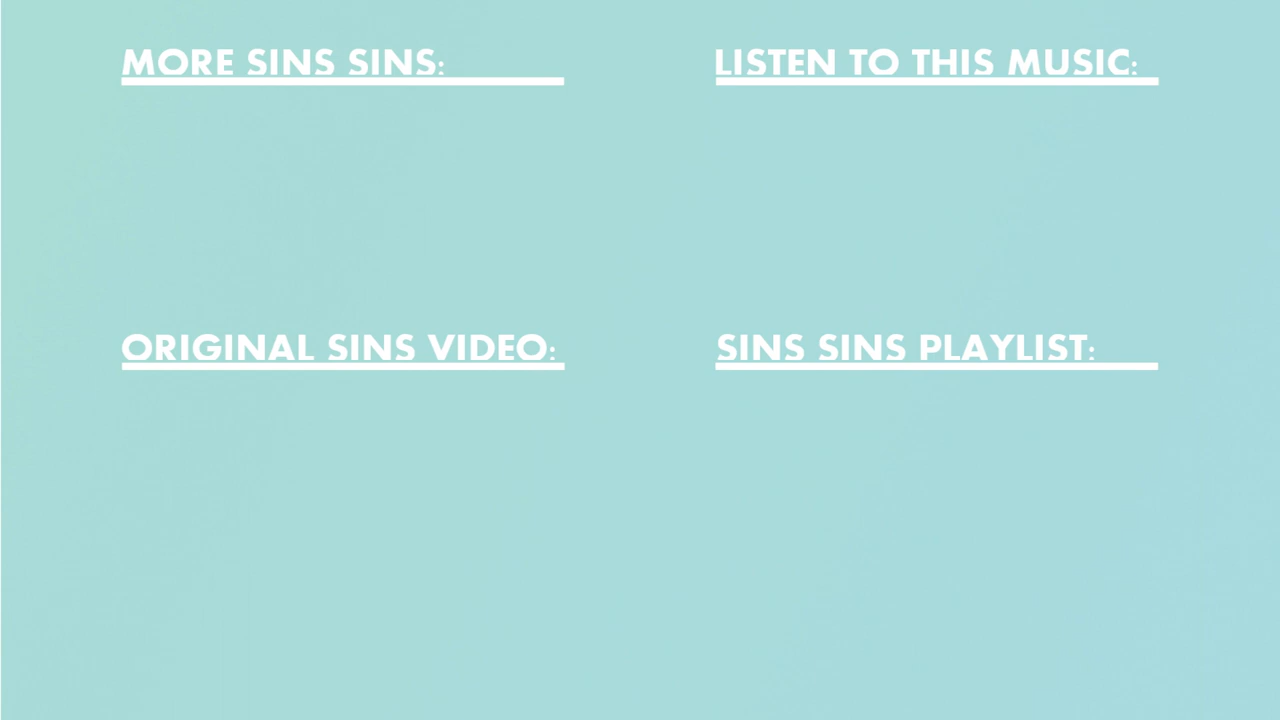 MORE SINS SINS:
LISTEN TO THIS MUSIC:
ORIGINAL SINS VIDEO:
SINS SINS PLAYLIST: